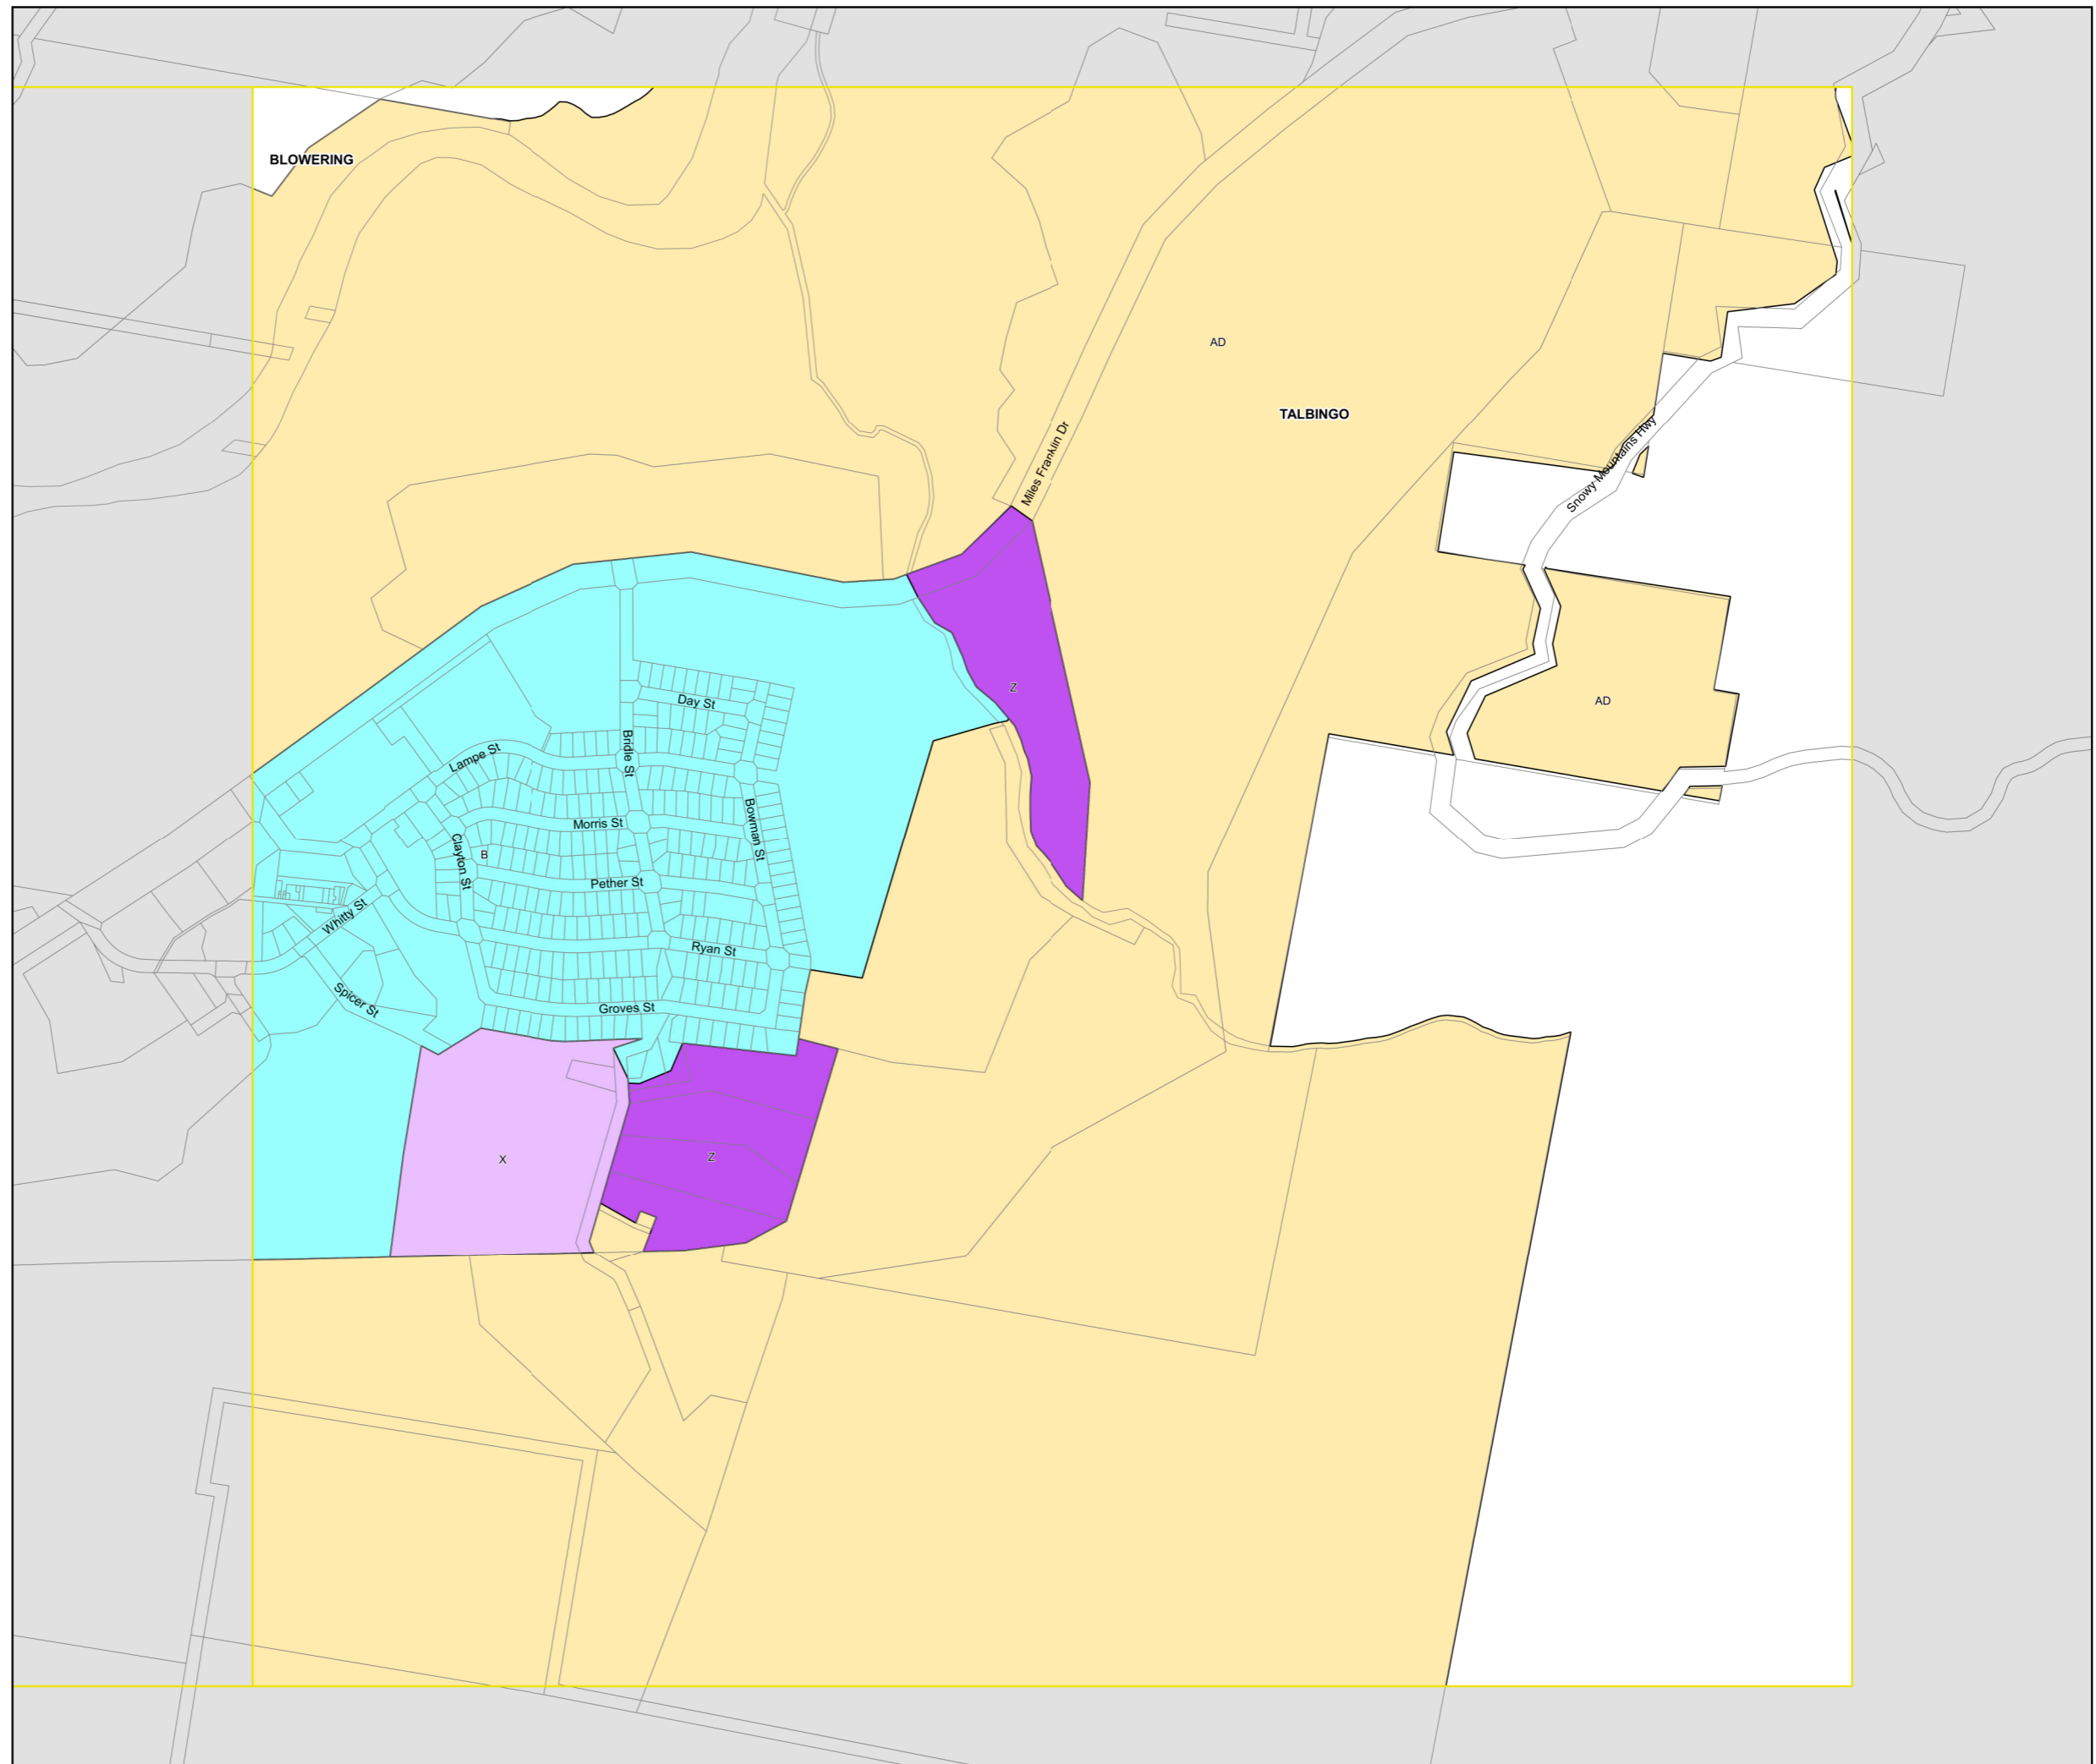 BLOWERING
AD
TALBINGO
Miles Franklin Dr
Snowy Mountains Hwy
Z
AD
Day St
Bridle St
Lampe St
Bowman St
Morris St
Clayton St
B
Pether St
Whitty St
Ryan St
Spicer St
Groves St
X
Z